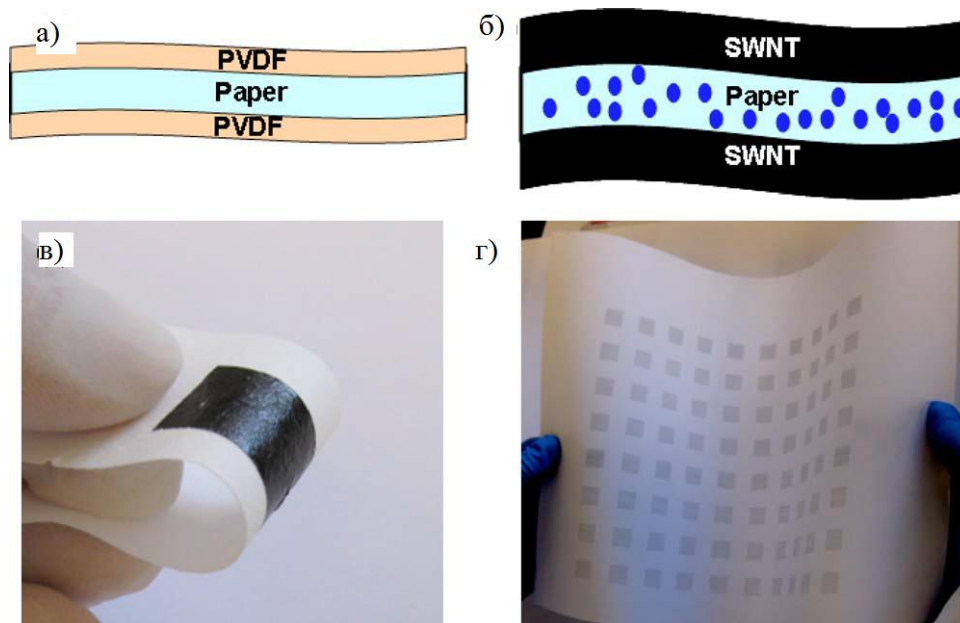 а)
PVDF
Paper
PVDF
б)
SWNT
Paper
SWNT
в)
г)